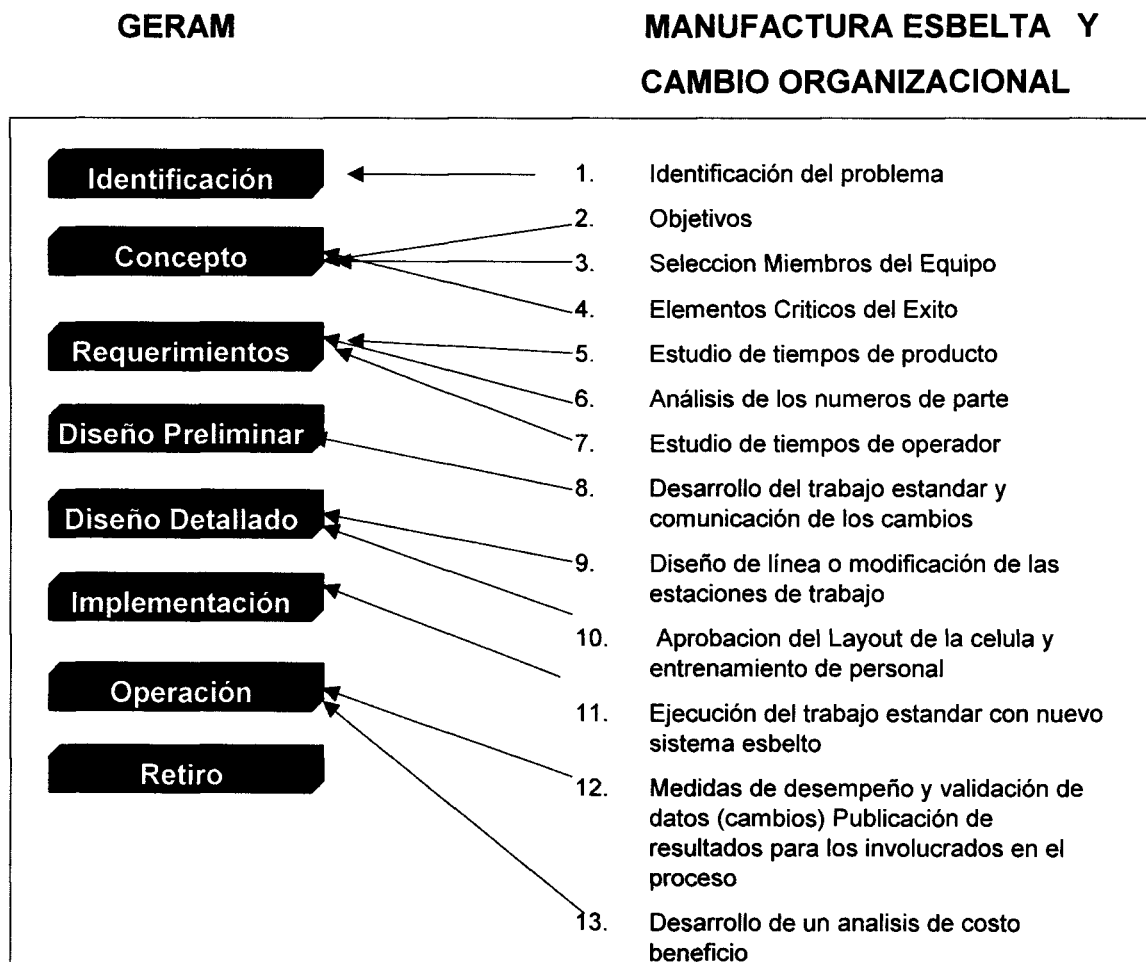 GERAM
MANUFACTURA ESBELTA Y
CAMBIO ORGANIZACIONAL
Identificación
Concepto
Requerimientos
Diseño Preliminar
Diseño Detallado
Implementación
Operación
Retiro
1. Identificación del problema
2. Objetivos
3. Seleccion Miembros del Equipo
4. Elementos Criticos del Exito
5. Estudio de tiempos de producto
6. Análisis de los numeros de parte
7. Estudio de tiempos de operador
8. Desarrollo del trabajo estandar y
comunicación de los cambios
9. Diseño de línea o modificación de las
estaciones de trabajo
10. Aprobacion del Layout de la celula y
entrenamiento de personal
11. Ejecución del trabajo estandar con nuevo
sistema esbelto
12. Medidas de desempeño y validación de
datos (cambios) Publicación de
resultados para los involucrados en el
proceso
13. Desarrollo de un analisis de costo
beneficio